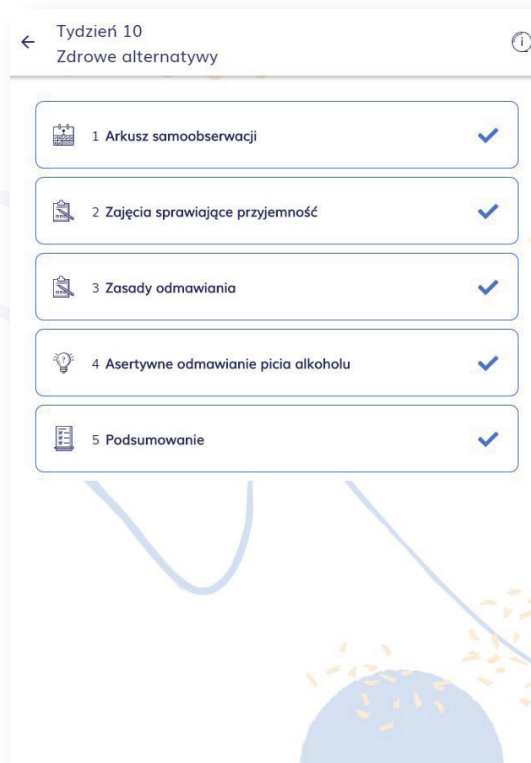 Tydzień 10
Zdrowe alternatywy
1 Arkusz samoobserwacji
2 Zajęcia sprawiające przyjemność
3 Zasady odmawiania
4 Asertywne odmawianie picia alkoholu
5 Podsumowanie